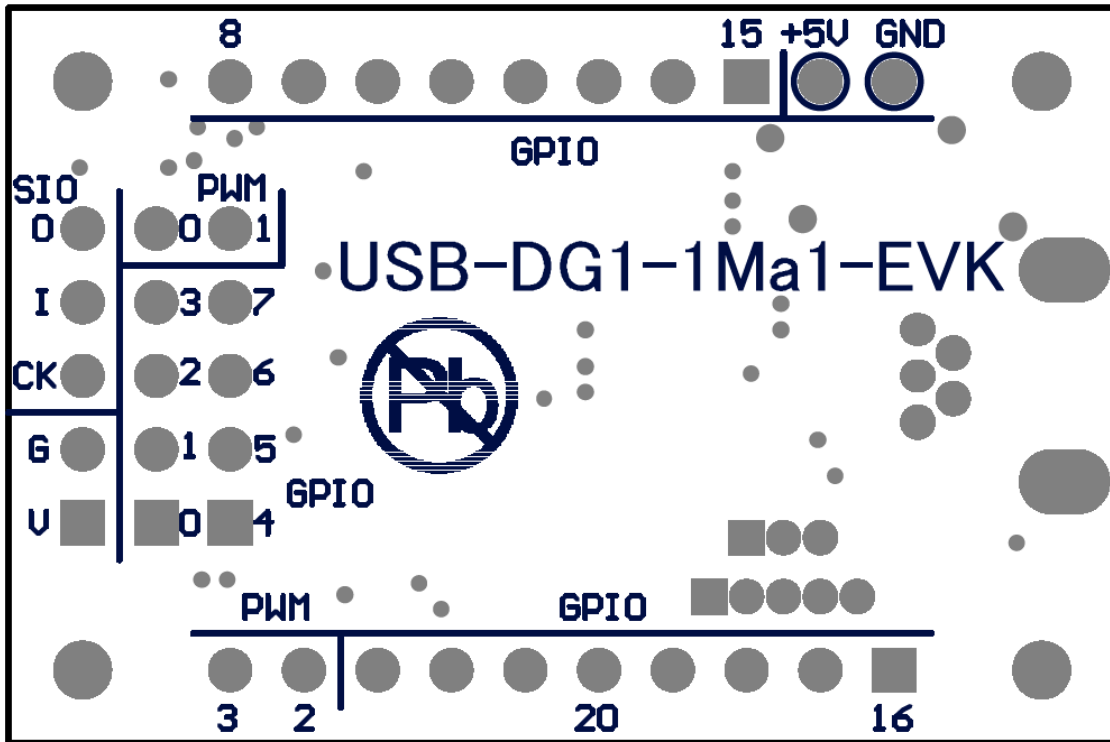 8 15 +5V GND
GPIO
SIO PWM
O 0 1
USB-DG1-1Ma1-EVK
I 3 7
CK 2 6
Pb
G 1 5
GPIO
V 0 4
PWM GPIO
3 2 20 16